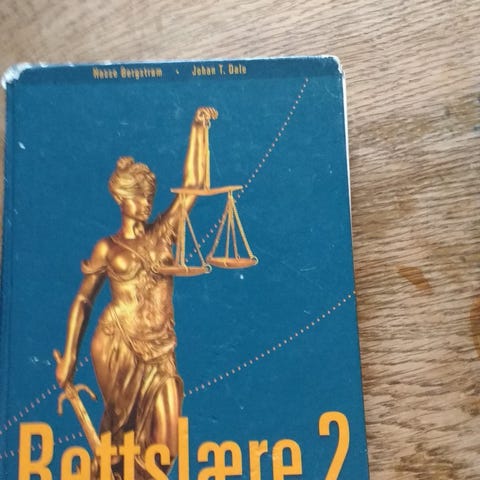 Hasse Bergstrøm • Johan T. Dale
Rettslære 2